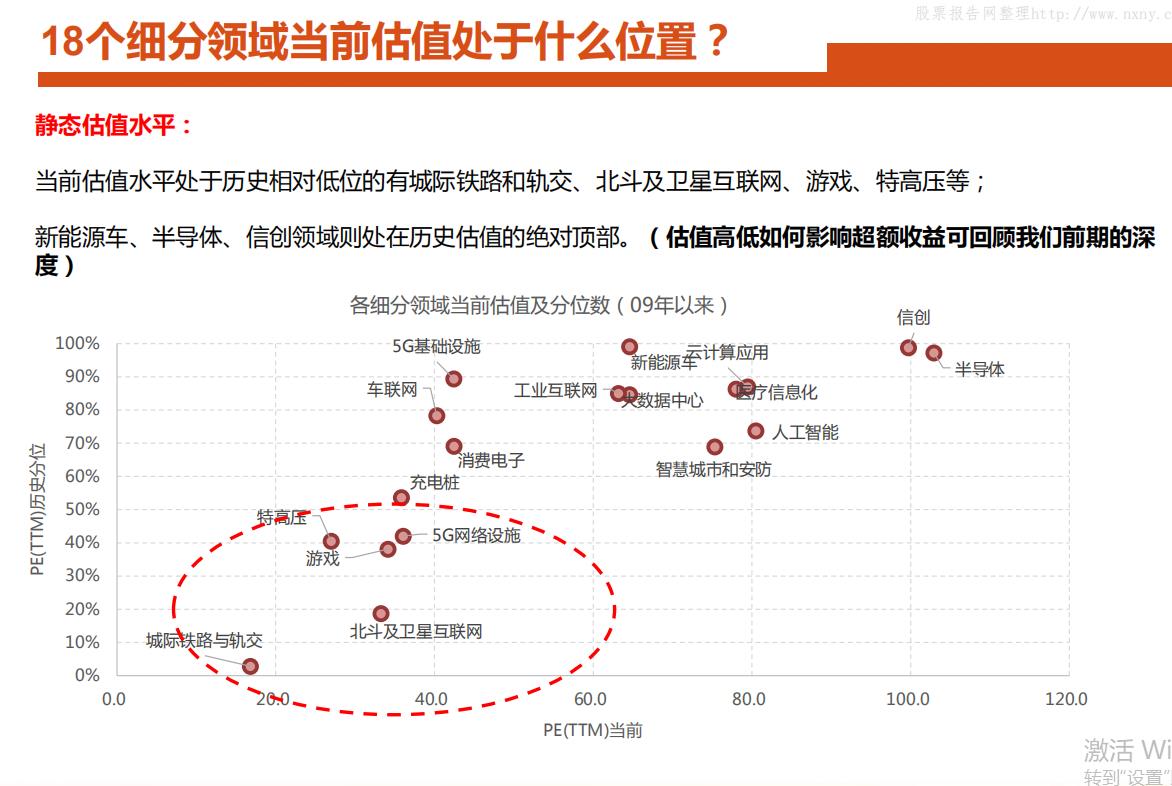 股票报告网整理http://www.nxny.c
18个细分领域当前估值处于什么位置？
静态估值水平：
当前估值水平处于历史相对低位的有城际铁路和轨交、北斗及卫星互联网、游戏、特高压等；
新能源车、半导体、信创领域则处在历史估值的绝对顶部。（估值高低如何影响超额收益可回顾我们前期的深
度）
各细分领域当前估值及分位数（09年以来）
信创
100%
5G基础设施
新能源车
云计算应用
半导体
90%
车联网
工业互联网
大数据中心
医疗信息化
80%
人工智能
70%
消费电子
智慧城市和安防
60%
充电桩
50%
特高压
5G网络设施
40%
游戏
30%
20%
北斗及卫星互联网
10%
城际铁路与轨交
0%
PE(TTM)历史分位
0.0
20.0
40.0
60.0
80.0
100.0
120.0
PE(TTM)当前
激活 Wi
转到"设置"